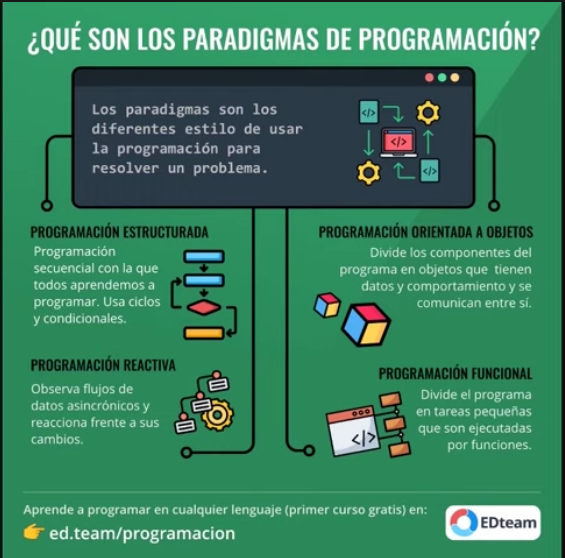 ¿QUÉ SON LOS PARADIGMAS DE PROGRAMACIÓN?
Los paradigmas son los
diferentes estilo de usar
la programación para
resolver un problema.
</>
</>
</>
PROGRAMACIÓN ESTRUCTURADA
Programación
secuencial con la que
todos aprendemos a
programar. Usa ciclos
y condicionales.
PROGRAMACIÓN ORIENTADA A OBJETOS
Divide los componentes del
programa en objetos que tienen
datos y comportamiento y se
comunican entre sí.
PROGRAMACIÓN REACTIVA
Observa flujos de
datos asincrónicos y
reacciona frente a sus
cambios.
PROGRAMACIÓN FUNCIONAL
Divide el programa
en tareas pequeñas
que son ejecutadas
por funciones.
</>
Aprende a programar en cualquier lenguaje (primer curso gratis) en:
👉 ed.team/programacion
EDteam